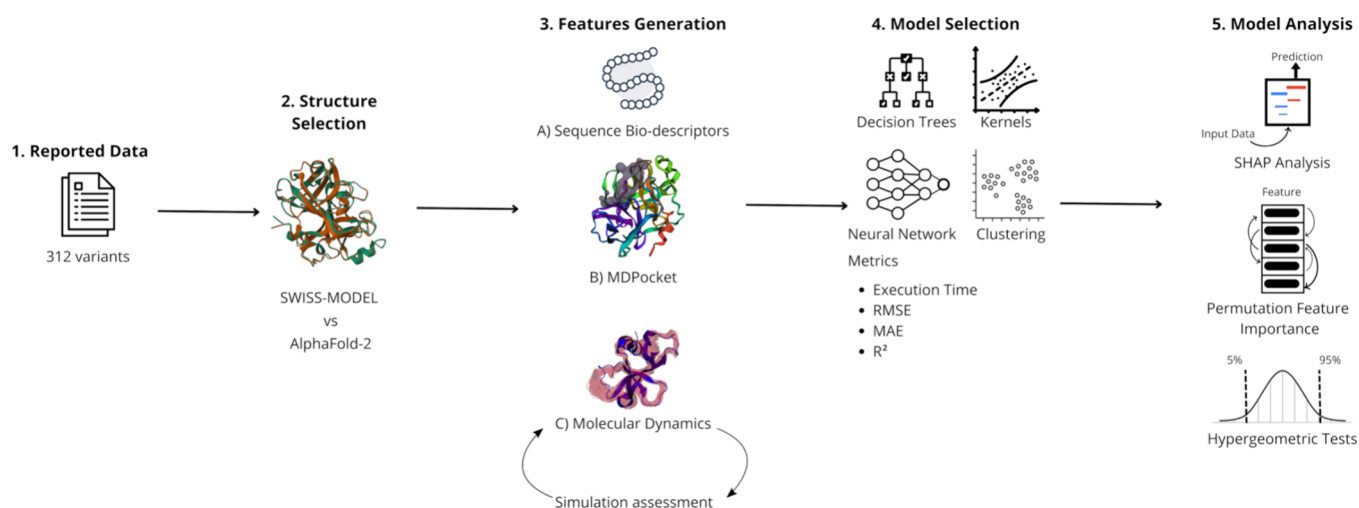 1. Reported Data
312 variants
2. Structure
Selection
SWISS-MODEL
vs
AlphaFold-2
3. Features Generation
A) Sequence Bio-descriptors
B) MDPocket
C) Molecular Dynamics
Simulation assessment
4. Model Selection
Decision Trees
Kernels
Neural Network
Clustering
Metrics
• Execution Time
• RMSE
• MAE
• R²
5. Model Analysis
Prediction
Input Data
SHAP Analysis
Feature
Permutation Feature
Importance
5%
95%
Hypergeometric Tests